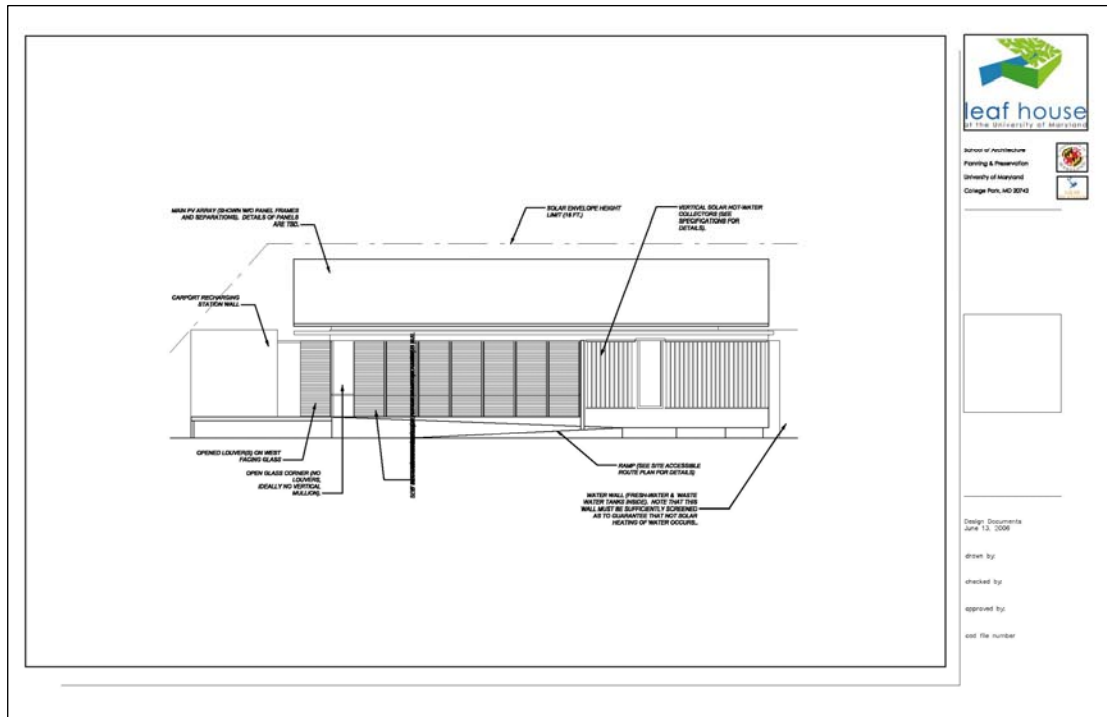 leaf house
at the University of Maryland
School of Architecture
Planning & Preservation
University of Maryland
College Park, MD 20742
MAIN PV ARRAY (SHOWN W/O PANEL FRAMES
AND SEPARATIONS). DETAILS OF PANELS
ARE TBD.
SOLAR ENVELOPE HEIGHT
LIMIT (18 FT.)
VERTICAL SOLAR HOT-WATER
COLLECTORS (SEE
SPECIFICATIONS FOR
DETAILS).
CARPORT RECHARGING
STATION WALL
OPENED LOUVER(S) ON WEST
FACING GLASS
OPEN GLASS CORNER (NO
LOUVERS,
IDEALLY NO VERTICAL
MULLION).
RAMP (SEE SITE ACCESSIBLE
ROUTE PLAN FOR DETAILS)
WATER WALL (FRESH-WATER & WASTE
WATER TANKS INSIDE). NOTE THAT THIS
WALL MUST BE SUFFICIENTLY SCREENED
AS TO GUARANTEE THAT NOT SOLAR
HEATING OF WATER OCCURS..
Design Documents
June 13, 2006
drawn by:
checked by:
approved by:
cad file number